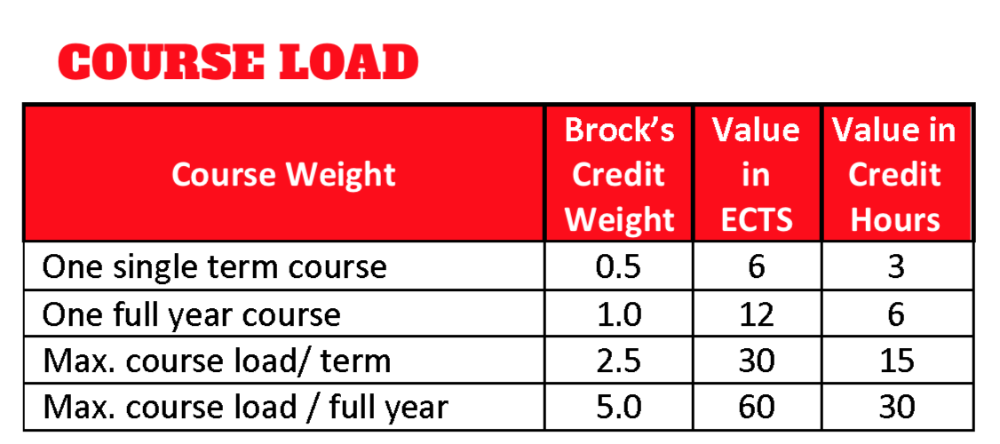 COURSE LOAD
Course Weight
Brock's
Credit
Weight
Value
in
ECTS
Value in
Credit
Hours
One single term course 0.5 6 3
One full year course 1.0 12 6
Max. course load/ term 2.5 30 15
Max. course load / full year 5.0 60 30